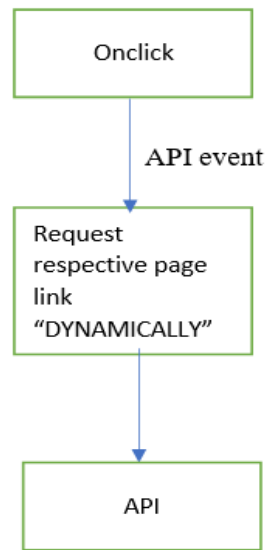 Onclick
API event
Request
respective page
link
“DYNAMICALLY”
API